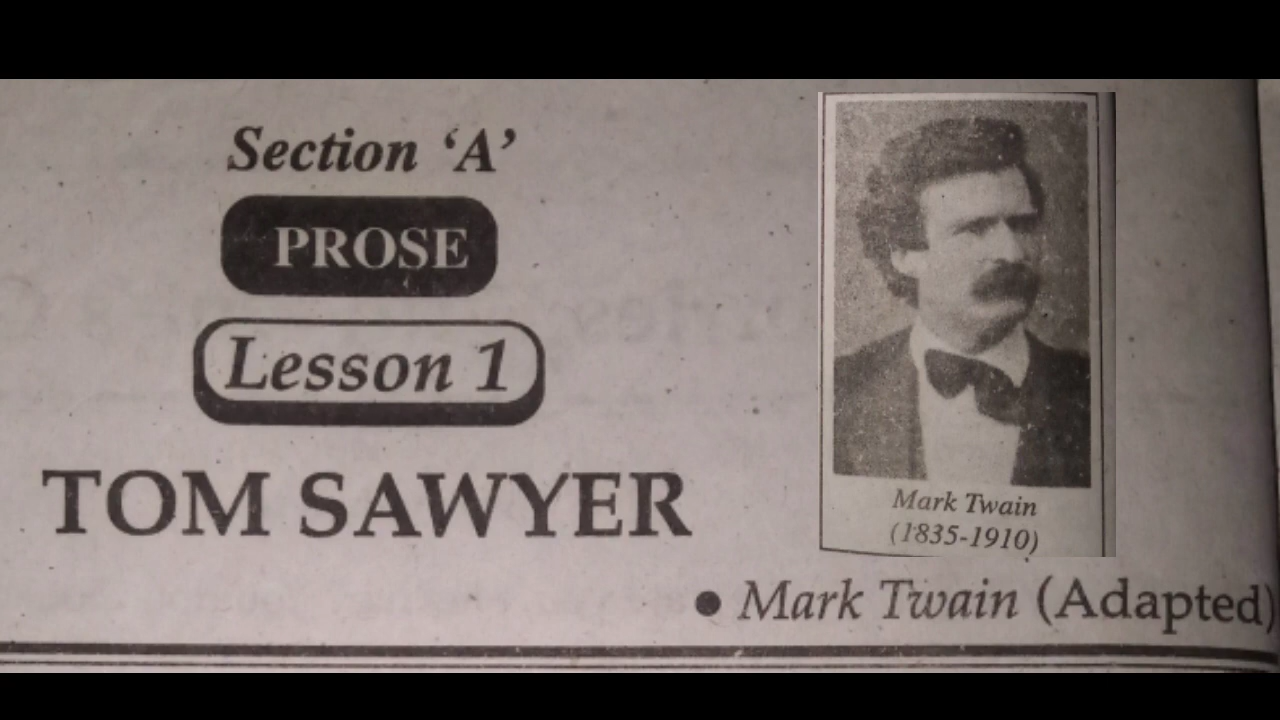 Section ‘A’
PROSE
Lesson 1
TOM SAWYER
Mark Twain
(1835-1910)
• Mark Twain (Adapted)